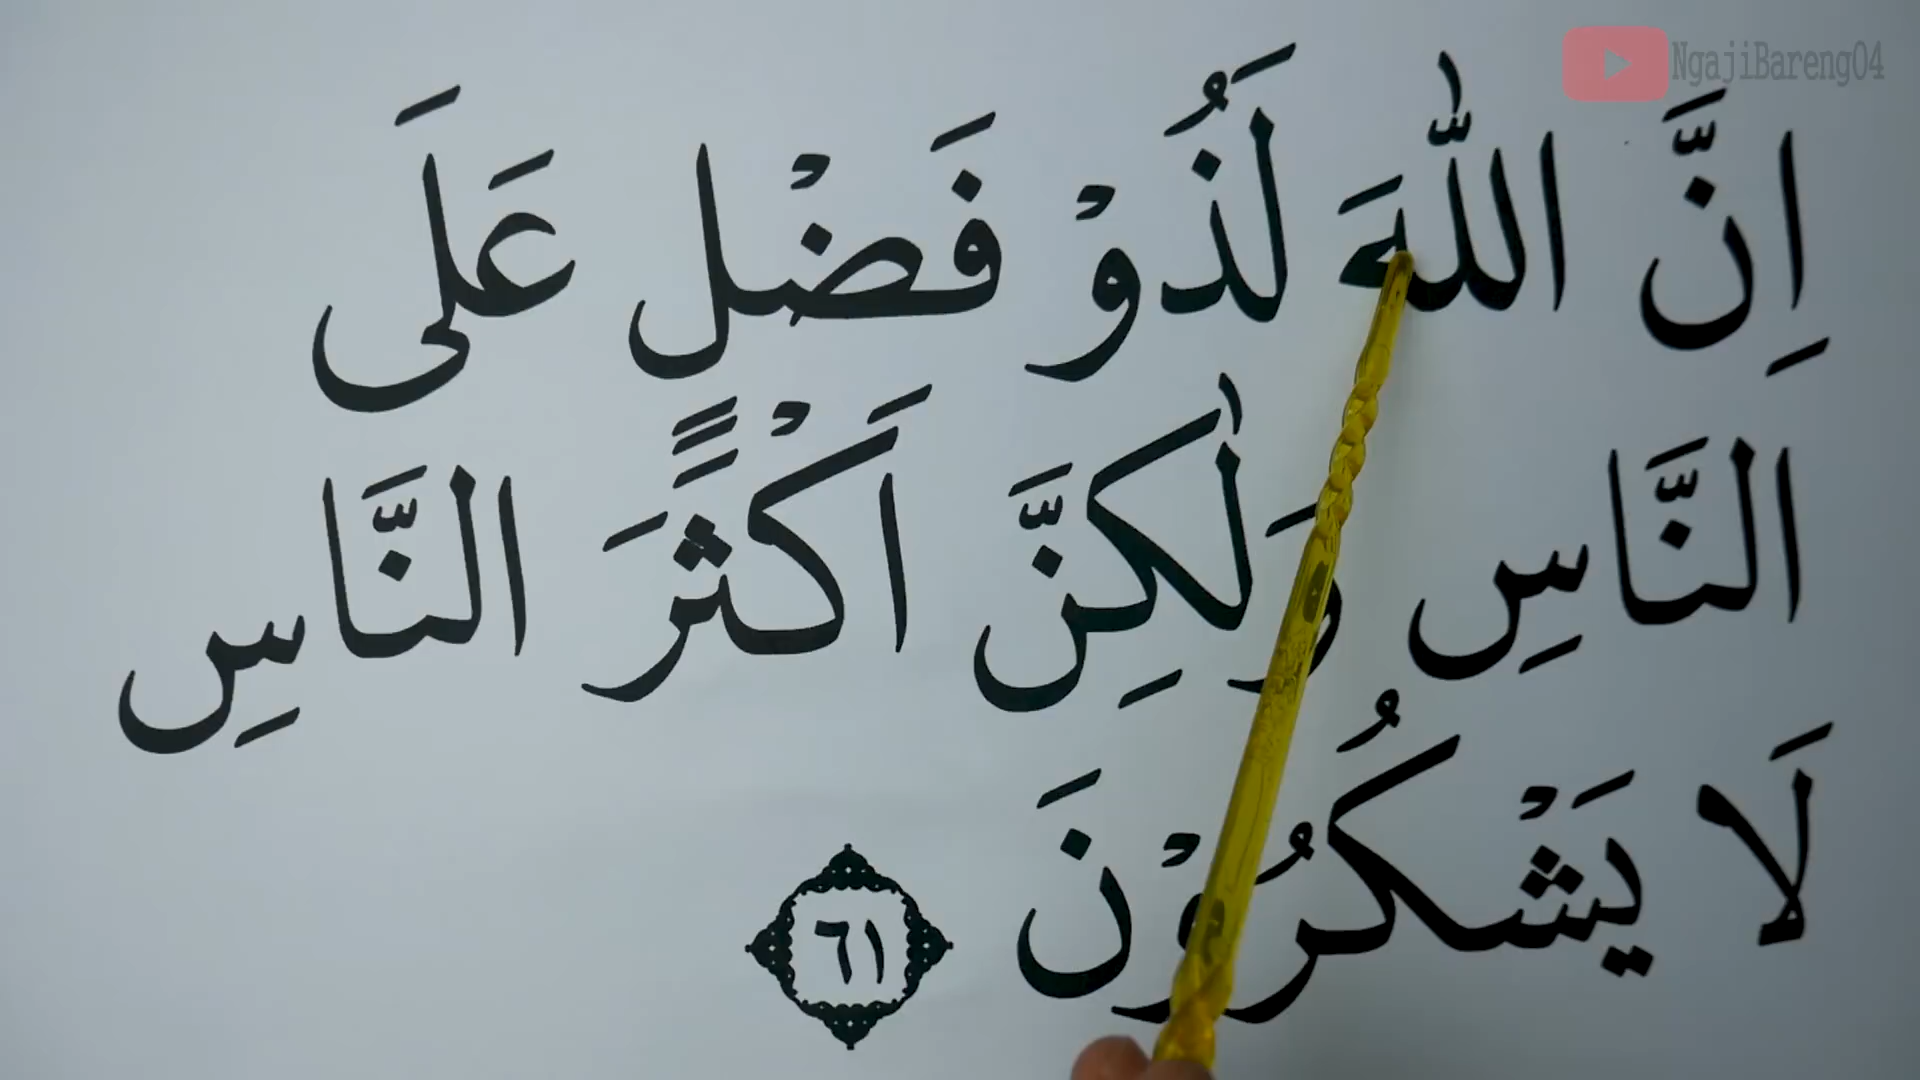 NgajiBareng04
اِنَّ اللّٰهَ لَذُوْ فَضْلٍ عَلَى
النَّاسِ وَلٰكِنَّ اَكْثَرَ النَّاسِ
لَا يَشْكُرُوْنَ ٦١